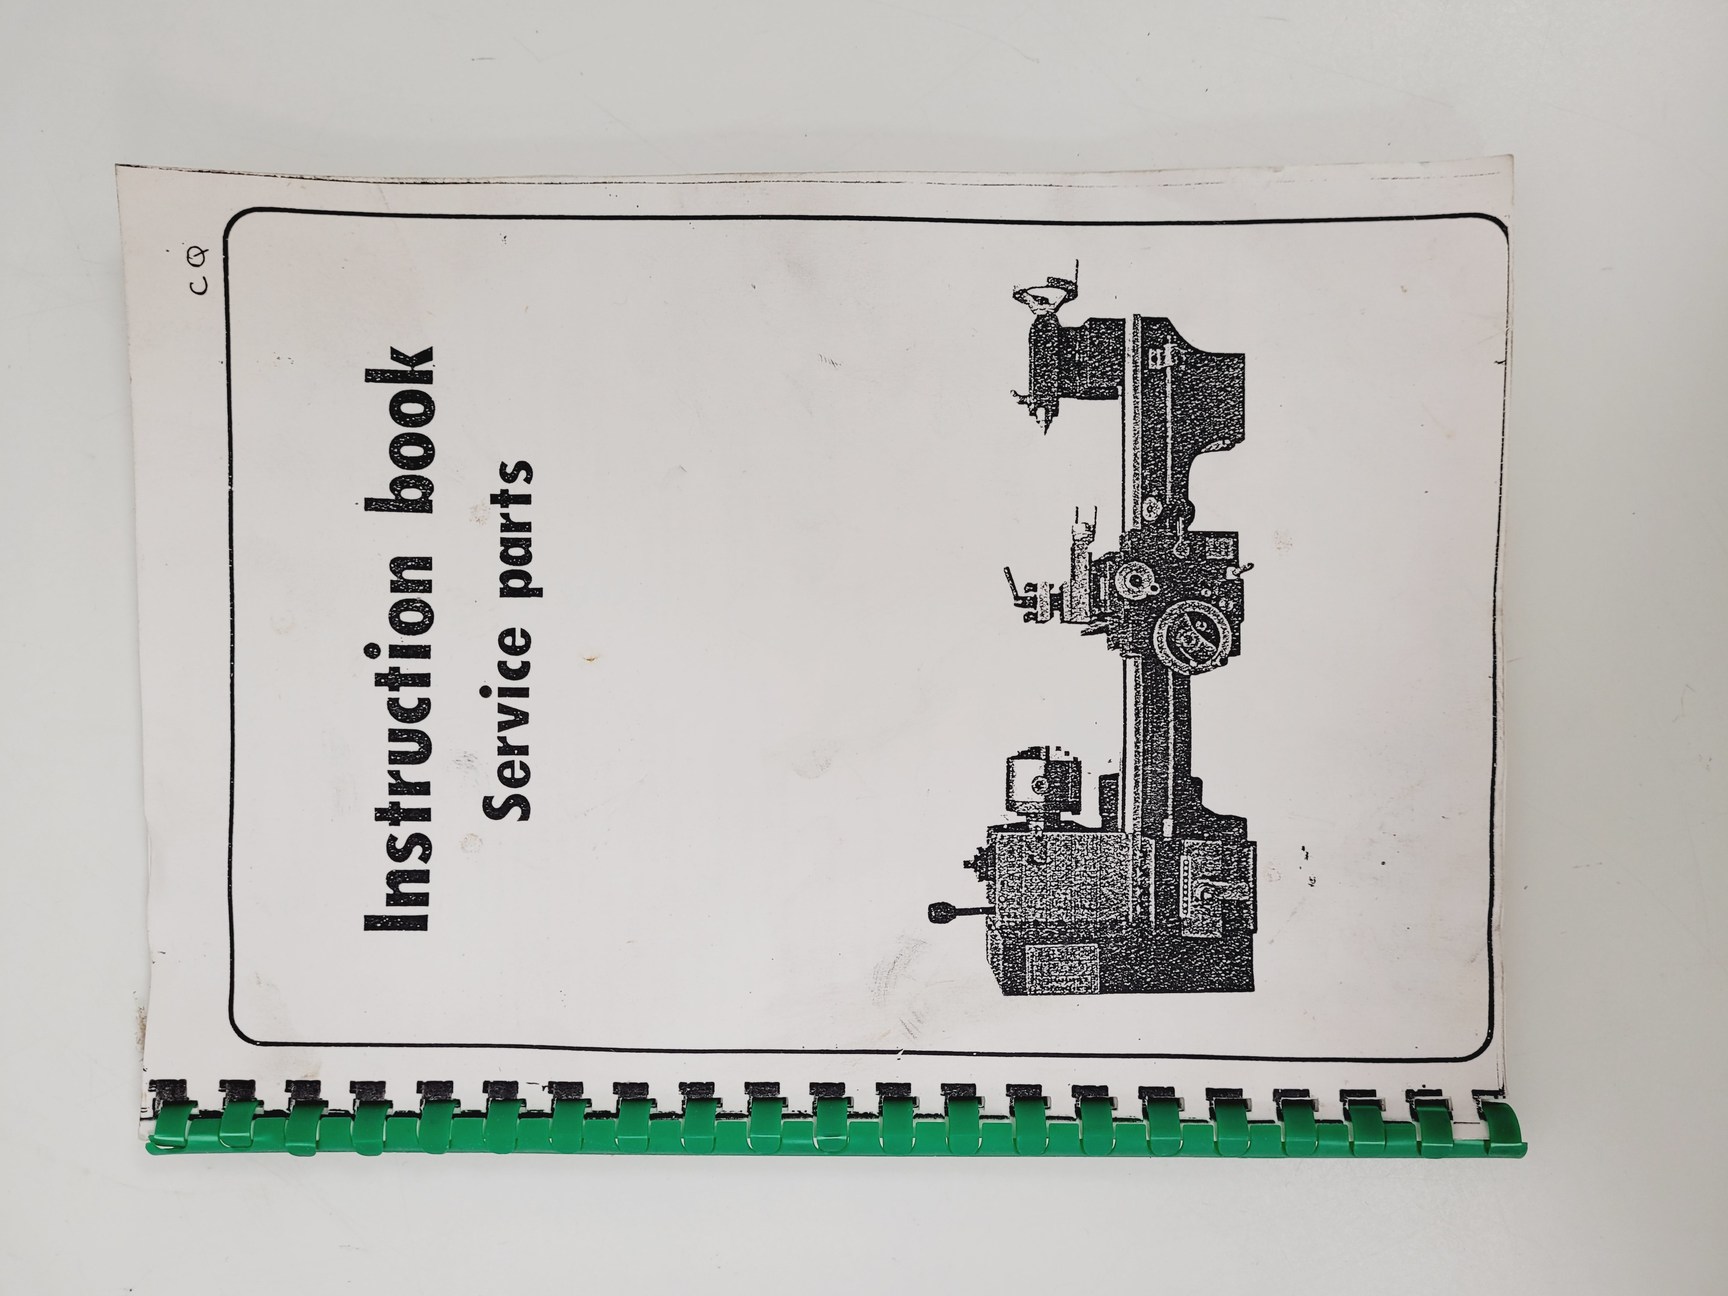 CQ
Instruction book
Service parts